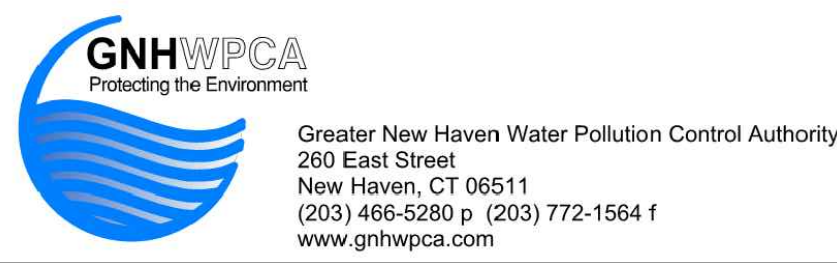 GNHWPCA
Protecting the Environment
Greater New Haven Water Pollution Control Authority
260 East Street
New Haven, CT 06511
(203) 466-5280 p (203) 772-1564 f
www.gnhwpca.com